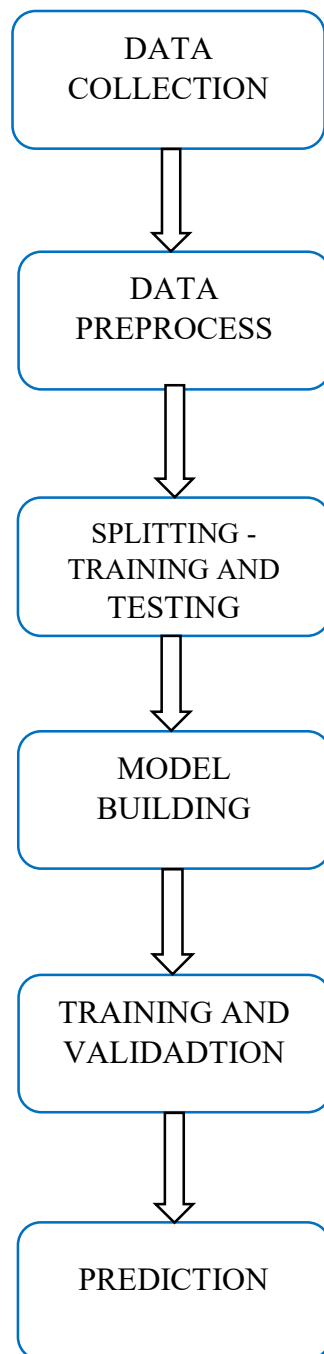 DATA
COLLECTION
DATA
PREPROCESS
SPLITTING -
TRAINING AND
TESTING
MODEL
BUILDING
TRAINING AND
VALIDADTION
PREDICTION